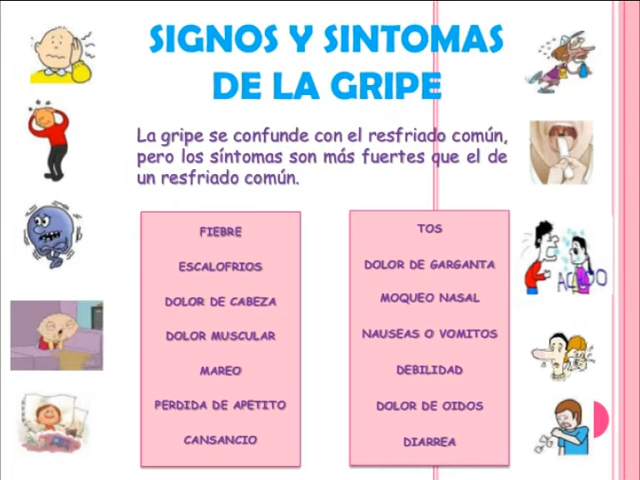 SIGNOS Y SINTOMAS
DE LA GRIPE
La gripe se confunde con el resfriado común,
pero los síntomas son más fuertes que el de
un resfriado común.
FIEBRE
ESCALOFRIOS
DOLOR DE CABEZA
DOLOR MUSCULAR
MAREO
PERDIDA DE APETITO
CANSANCIO
TOS
DOLOR DE GARGANTA
MOQUEO NASAL
NAUSEAS O VOMITOS
DEBILIDAD
DOLOR DE OIDOS
DIARREA